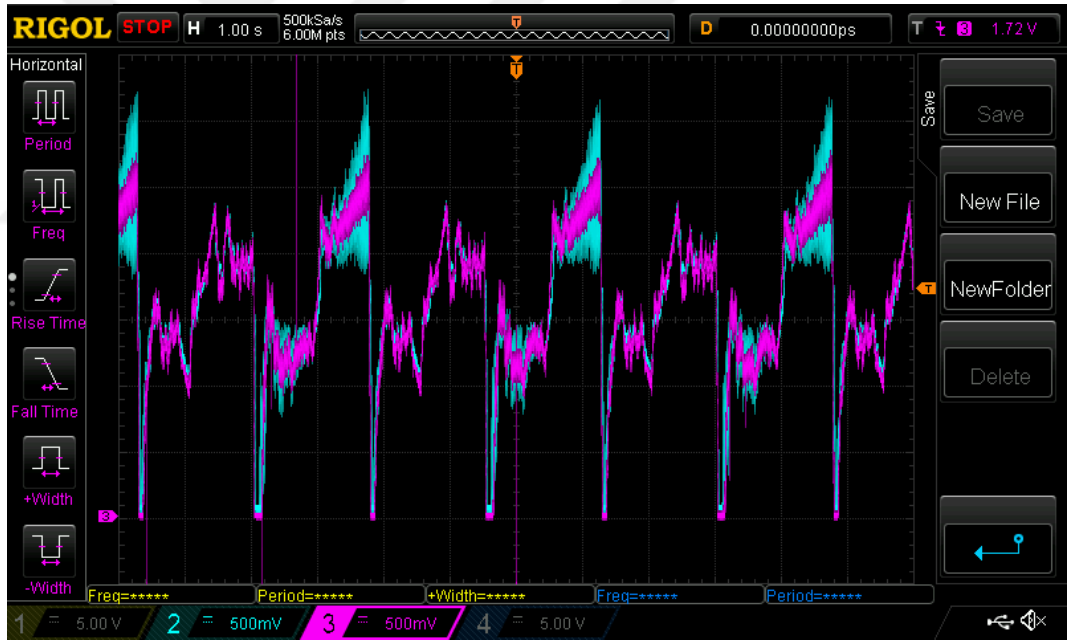 RIGOL STOP H 1.00 s 500kSa/s 6.00M pts T D 0.00000000ps T 3 1.72 V
Horizontal
Period
Freq
Rise Time
Fall Time
+Width
-Width
T
T
3
Save
Save
New File
NewFolder
Delete
Freq=***** Period=***** +Width=***** Freq=***** Period=*****
1 5.00 V 2 500mV 3 500mV 4 5.00 V